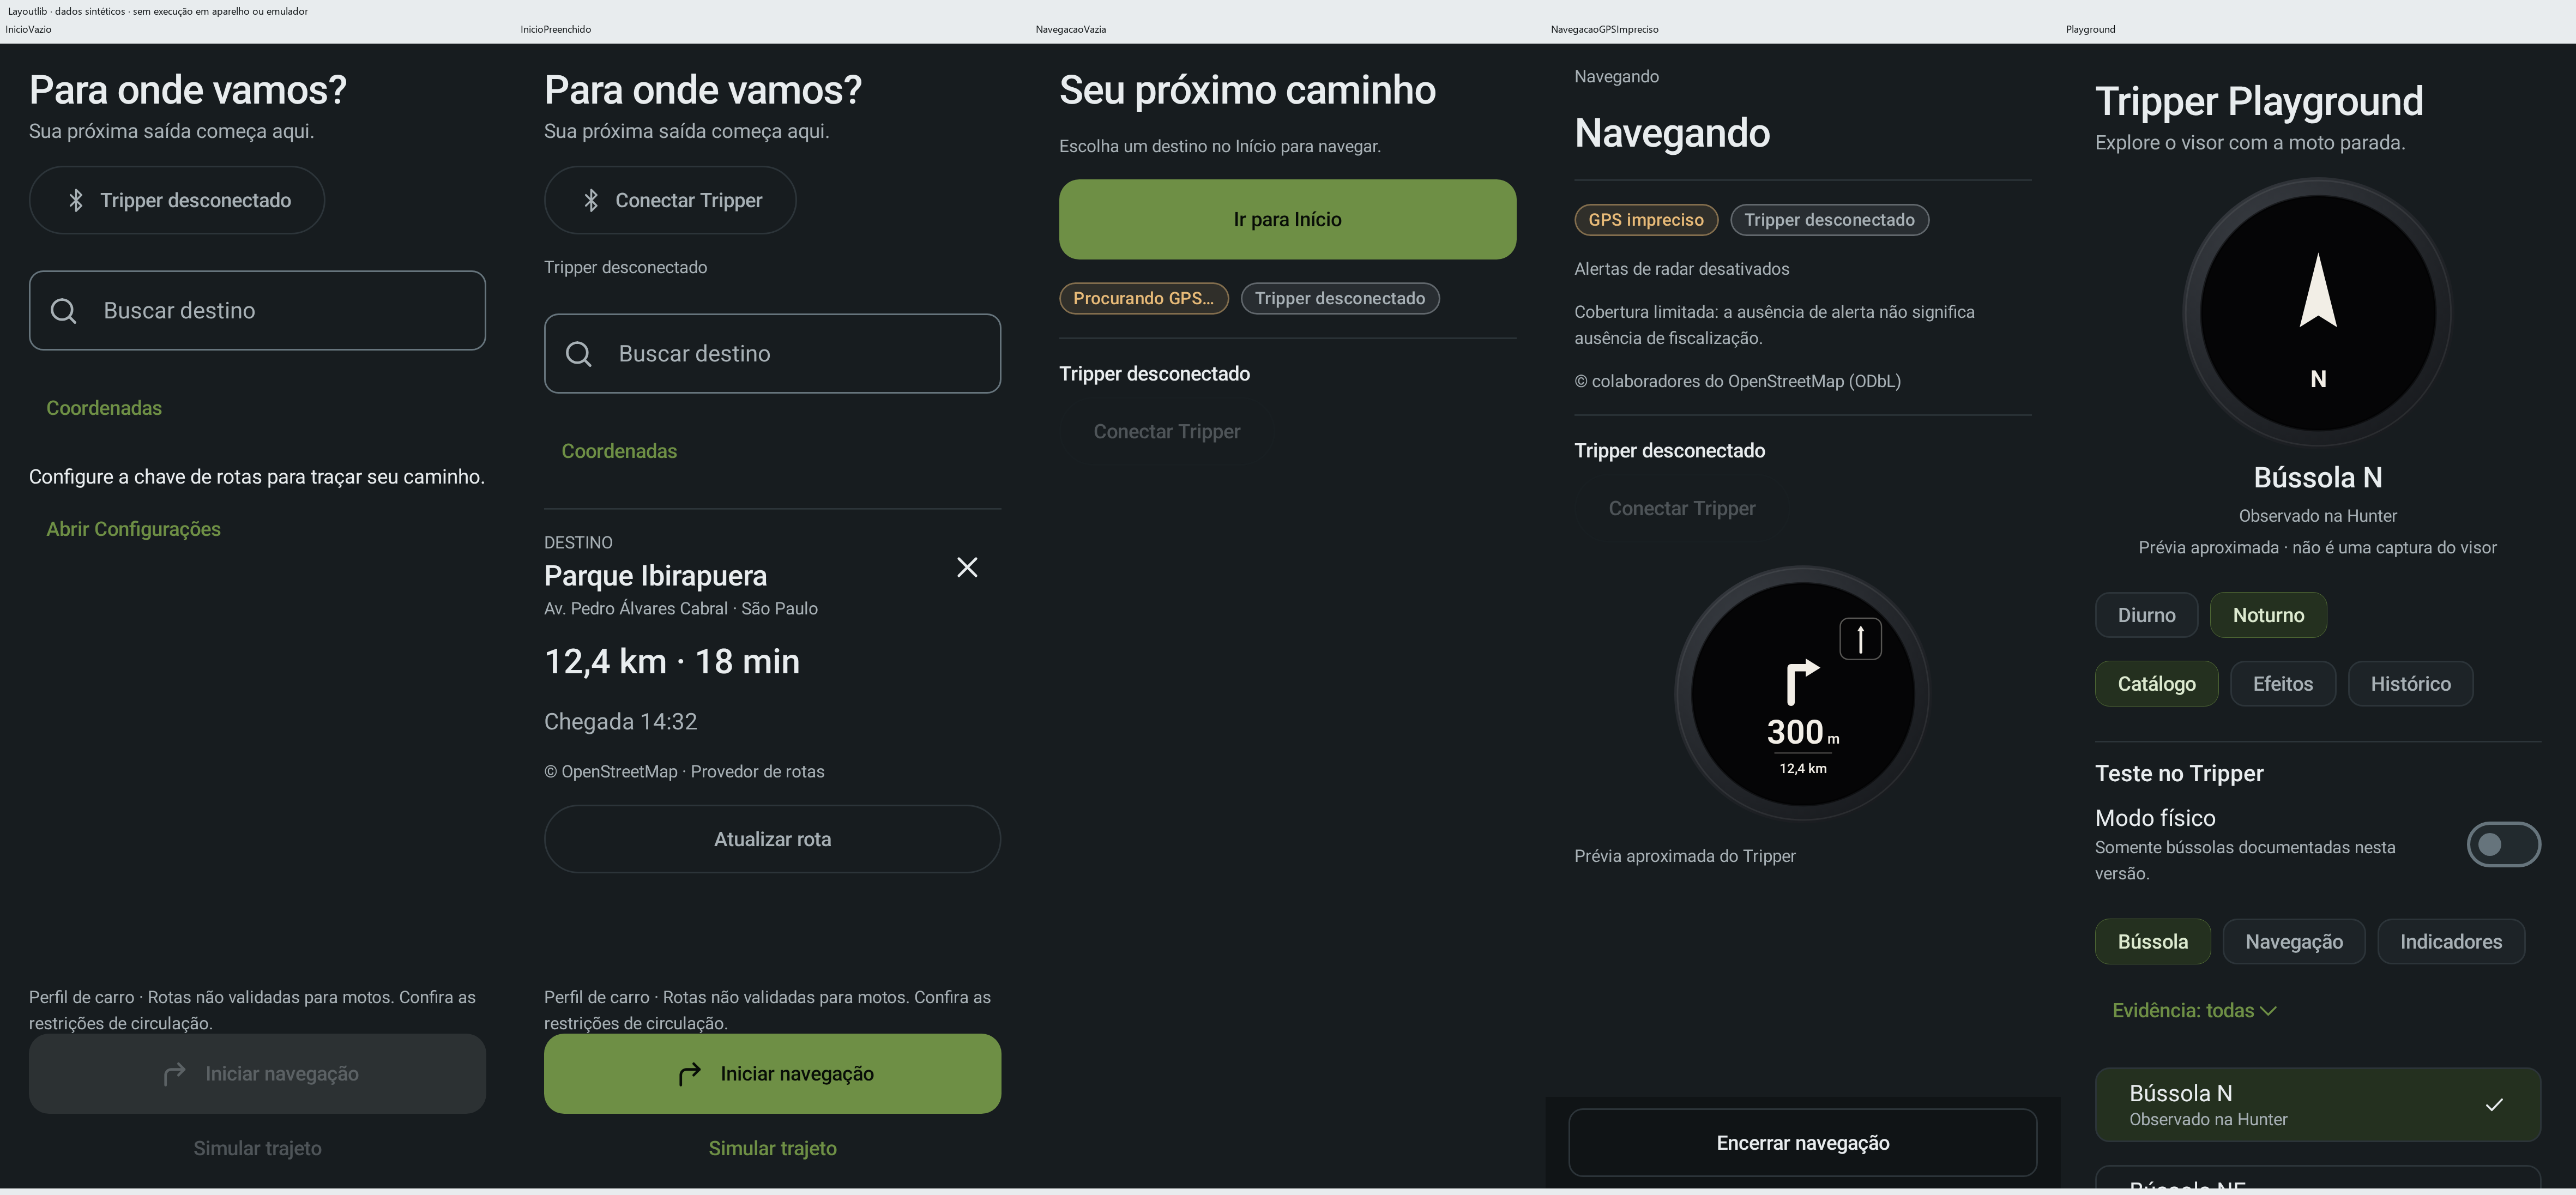 Layoutlib · dados sintéticos · sem execução em aparelho ou emulador
InicioVazio
Para onde vamos?
Sua próxima saída começa aqui.
Tripper desconectado
Buscar destino
Coordenadas
Configure a chave de rotas para traçar seu caminho.
Abrir Configurações
Perfil de carro · Rotas não validadas para motos. Confira as
restrições de circulação.
Iniciar navegação
Simular trajeto
InicioPreenchido
Para onde vamos?
Sua próxima saída começa aqui.
Conectar Tripper
Tripper desconectado
Buscar destino
Coordenadas
DESTINO
Parque Ibirapuera
Av. Pedro Álvares Cabral · São Paulo
12,4 km · 18 min
Chegada 14:32
© OpenStreetMap · Provedor de rotas
Atualizar rota
Perfil de carro · Rotas não validadas para motos. Confira as
restrições de circulação.
Iniciar navegação
Simular trajeto
NavegacaoVazia
Seu próximo caminho
Escolha um destino no Início para navegar.
Ir para Início
Procurando GPS... Tripper desconectado
Tripper desconectado
Conectar Tripper
NavegacaoGPSImpreciso
Navegando
Navegando
GPS impreciso Tripper desconectado
Alertas de radar desativados
Cobertura limitada: a ausência de alerta não significa
ausência de fiscalização.
© colaboradores do OpenStreetMap (ODbL)
Tripper desconectado
Conectar Tripper
300 m
12,4 km
Prévia aproximada do Tripper
Encerrar navegação
Playground
Tripper Playground
Explore o visor com a moto parada.
N
Bússola N
Observado na Hunter
Prévia aproximada · não é uma captura do visor
Diurno Noturno
Catálogo Efeitos Histórico
Teste no Tripper
Modo físico
Somente bússolas documentadas nesta
versão.
Bússola Navegação Indicadores
Evidência: todas
Bússola N
Observado na Hunter
Bússola NE